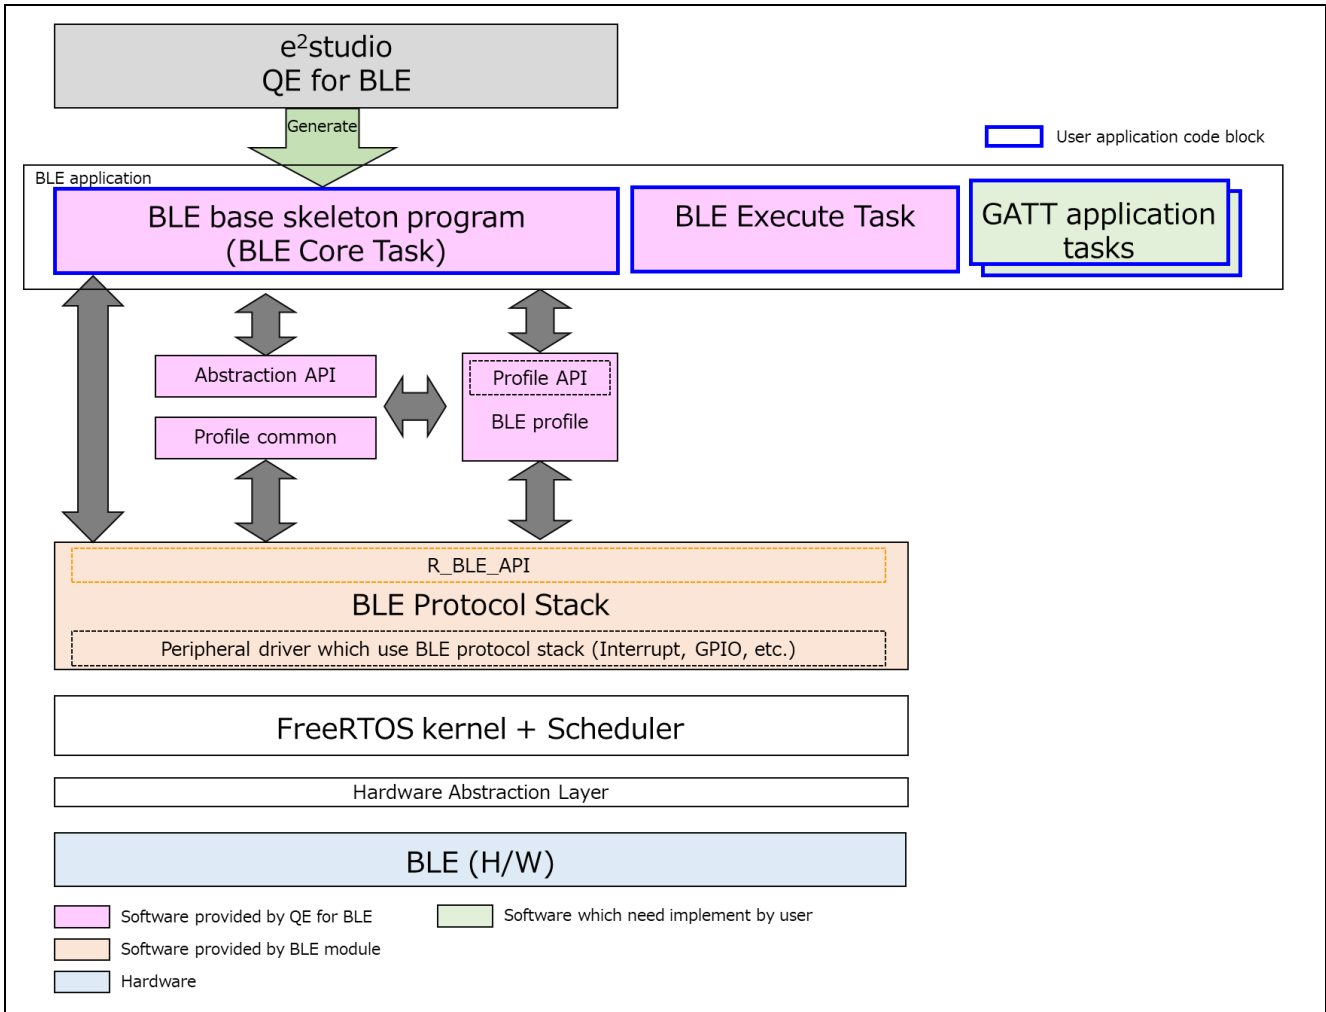 e²studio
QE for BLE
Generate
User application code block
BLE application
BLE base skeleton program
(BLE Core Task)
BLE Execute Task
GATT application
tasks
Abstraction API
Profile API
BLE profile
Profile common
R_BLE_API
BLE Protocol Stack
Peripheral driver which use BLE protocol stack (Interrupt, GPIO, etc.)
FreeRTOS kernel + Scheduler
Hardware Abstraction Layer
BLE (H/W)
Software provided by QE for BLE
Software which need implement by user
Software provided by BLE module
Hardware